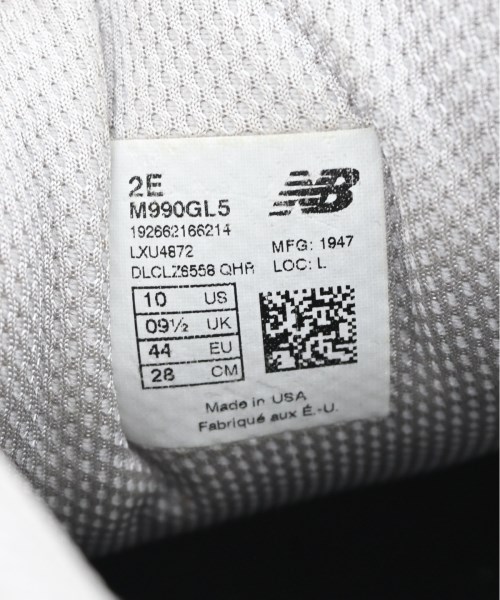 2E
M990GL5
NB
192662166214
LXU4872
MFG: 1947
DLCLZ6558 QHR
LOC: L
10 US
09½ UK
44 EU
28 CM
Made in USA
Fabriqué aux É.-U.